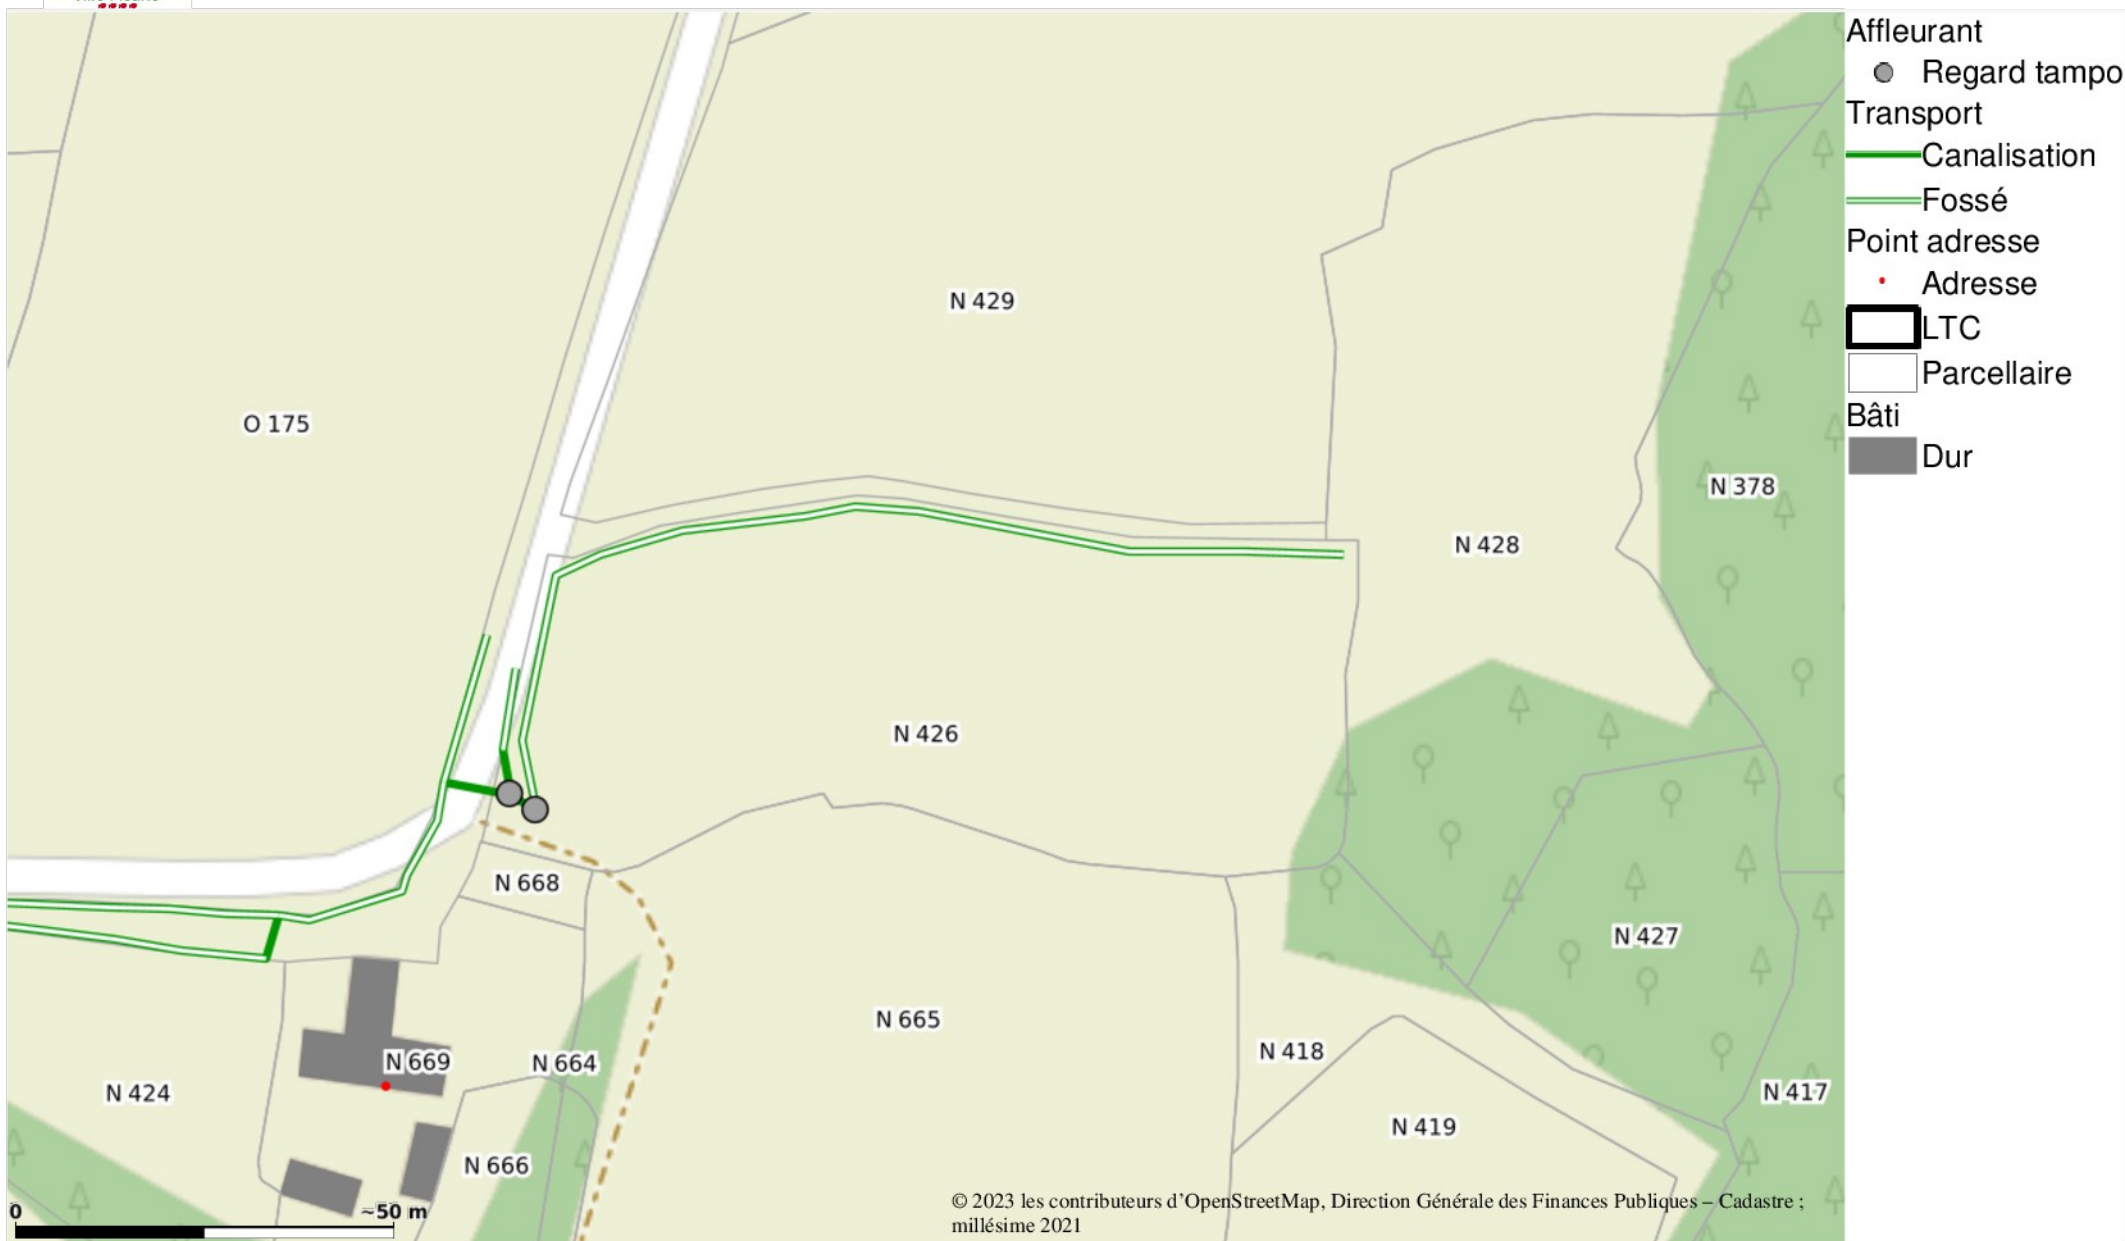 Affleurant
Regard tampo
Transport
Canalisation
Fossé
Point adresse
Adresse
LTC
Parcellaire
Bâti
Dur
N 429
O 175
N 378
N 428
N 426
N 668
N 427
N 665
N 418
N 669
N 664
N 424
N 417
N 419
N 666
© 2023 les contributeurs d'OpenStreetMap, Direction Générale des Finances Publiques – Cadastre ;
millésime 2021
0 ~50 m